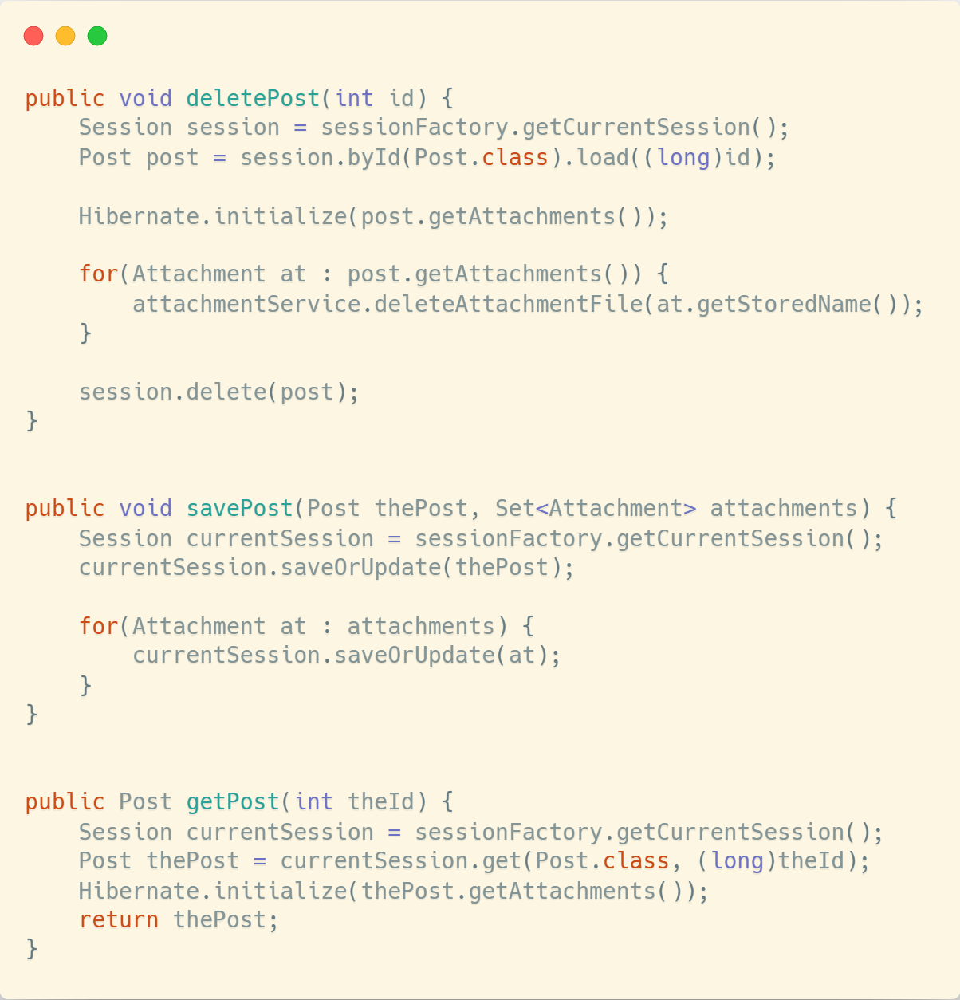 public void deletePost(int id) {
    Session session = sessionFactory.getCurrentSession();
    Post post = session.byId(Post.class).load((long)id);

    Hibernate.initialize(post.getAttachments());

    for(Attachment at : post.getAttachments()) {
        attachmentService.deleteAttachmentFile(at.getStoredName());
    }

    session.delete(post);
}


public void savePost(Post thePost, Set<Attachment> attachments) {
    Session currentSession = sessionFactory.getCurrentSession();
    currentSession.saveOrUpdate(thePost);

    for(Attachment at : attachments) {
        currentSession.saveOrUpdate(at);
    }
}


public Post getPost(int theId) {
    Session currentSession = sessionFactory.getCurrentSession();
    Post thePost = currentSession.get(Post.class, (long)theId);
    Hibernate.initialize(thePost.getAttachments());
    return thePost;
}